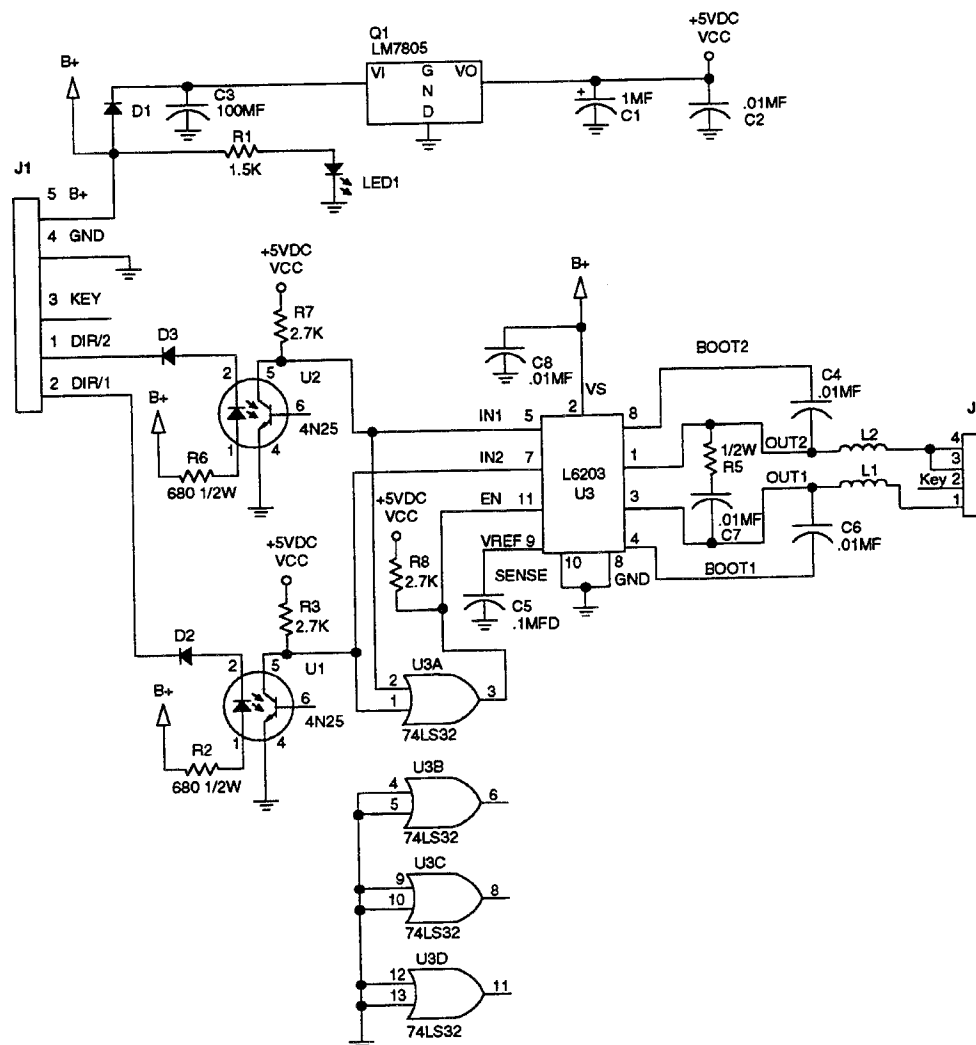 Q1
LM7805
+5VDC
VCC
B+
VI
G
N
D
VO
D1
C3
100MF
+
1MF
C1
.01MF
C2
R1
1.5K
LED1
J1
5 B+
4 GND
3 KEY
1 DIR/2
2 DIR/1
+5VDC
VCC
R7
2.7K
D3
2
5
U2
6
4N25
1
4
B+
R6
680 1/2W
B+
C8
.01MF
VS
2
BOOT2
8
C4
.01MF
IN1
5
IN2
7
EN
11
VREF 9
L6203
U3
1
3
4
10
8
SENSE
GND
1/2W
R5
.01MF
C7
OUT2
OUT1
BOOT1
L2
L1
C6
.01MF
J
4
3
Key 2
1
+5VDC
VCC
R8
2.7K
C5
.1MFD
+5VDC
VCC
R3
2.7K
D2
2
5
U1
6
4N25
1
4
B+
R2
680 1/2W
U3A
2
1
3
74LS32
U3B
4
5
6
74LS32
U3C
9
10
8
74LS32
U3D
12
13
11
74LS32